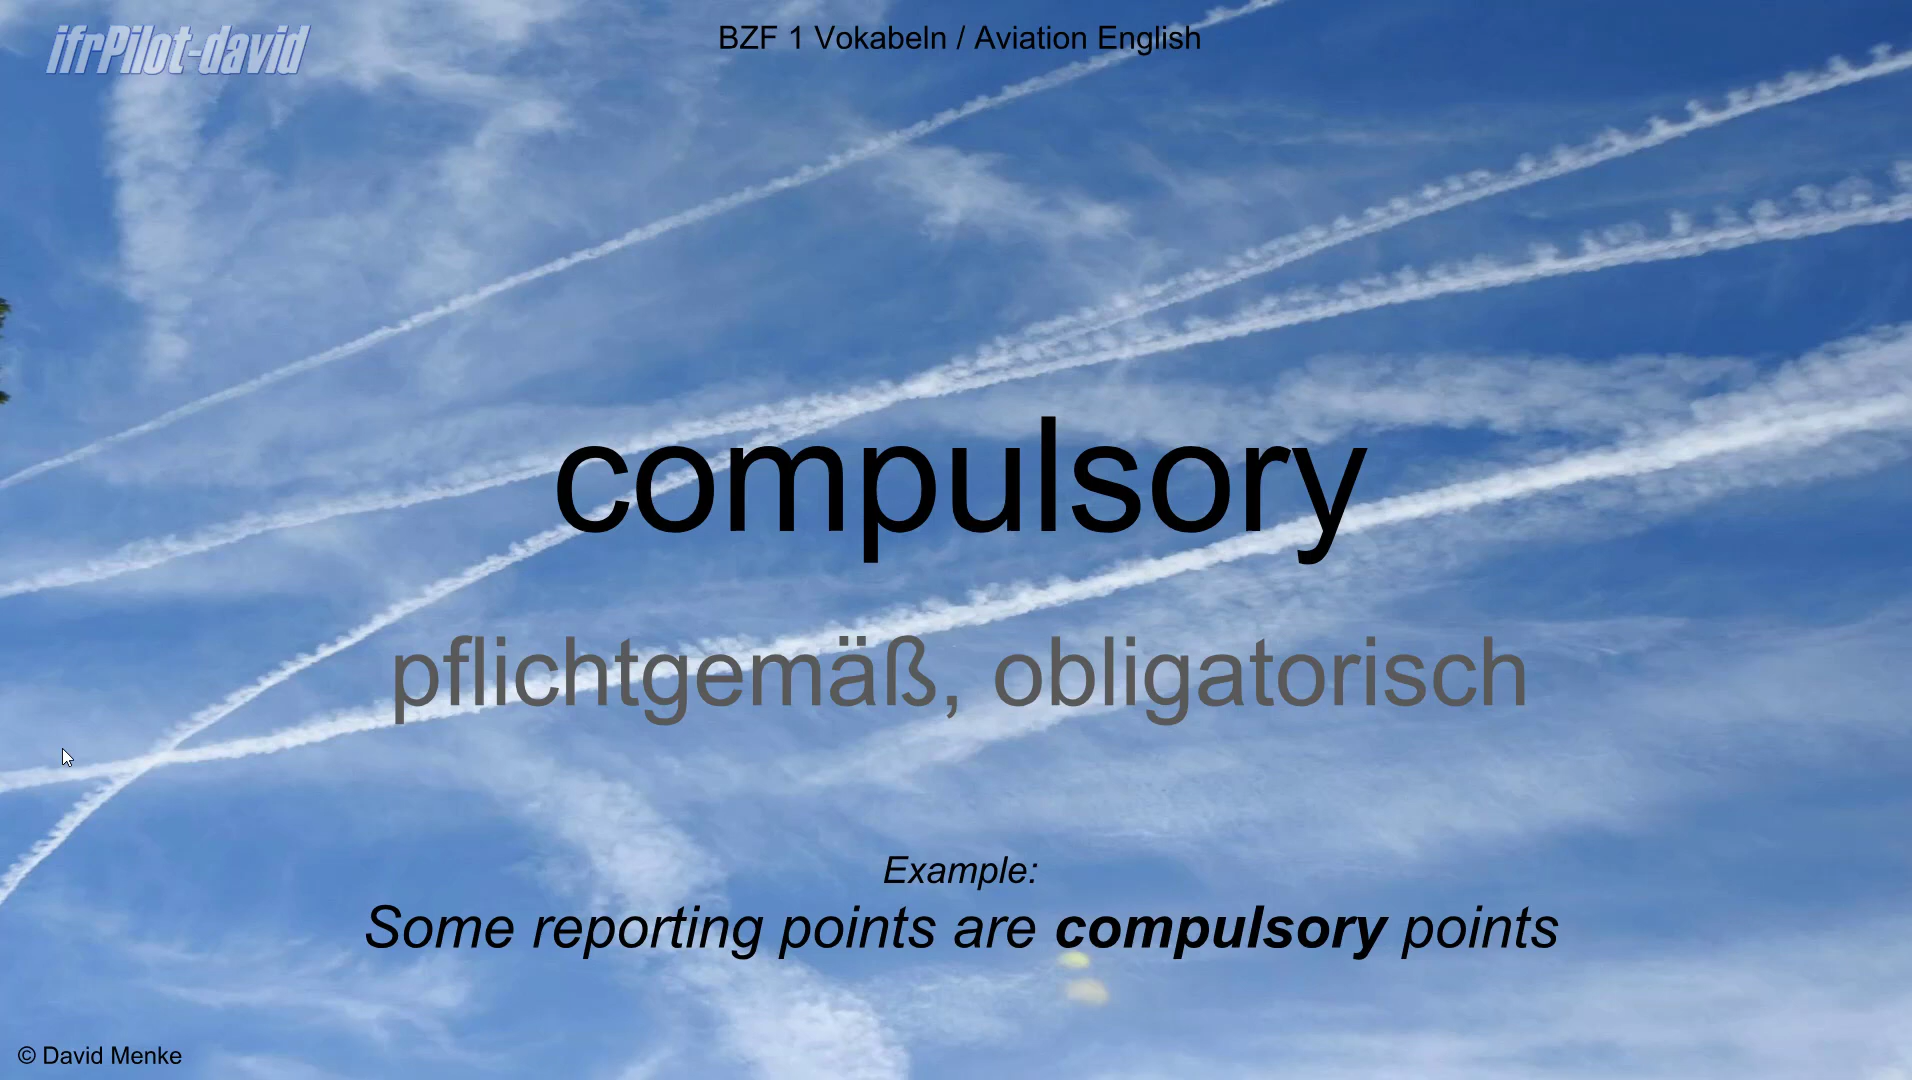 ifrPilot-david
BZF 1 Vokabeln / Aviation English
compulsory
pflichtgemäß, obligatorisch
Example:
Some reporting points are compulsory points
© David Menke